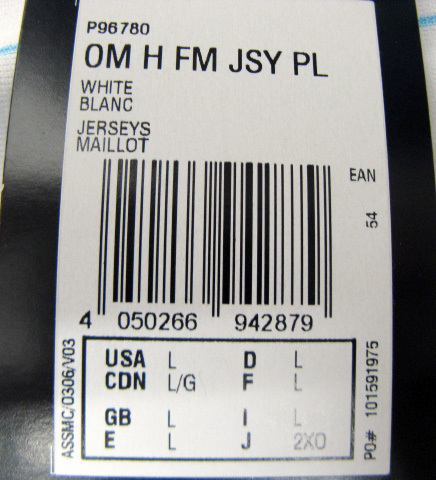 P96780
OM H FM JSY PL
WHITE
BLANC
JERSEYS
MAILLOT
EAN
54
4 050266 942879
USA L D L
CDN L/G F L
GB L I L
E L J 2XO
ASSMC/0306/V03
PO# 101591975